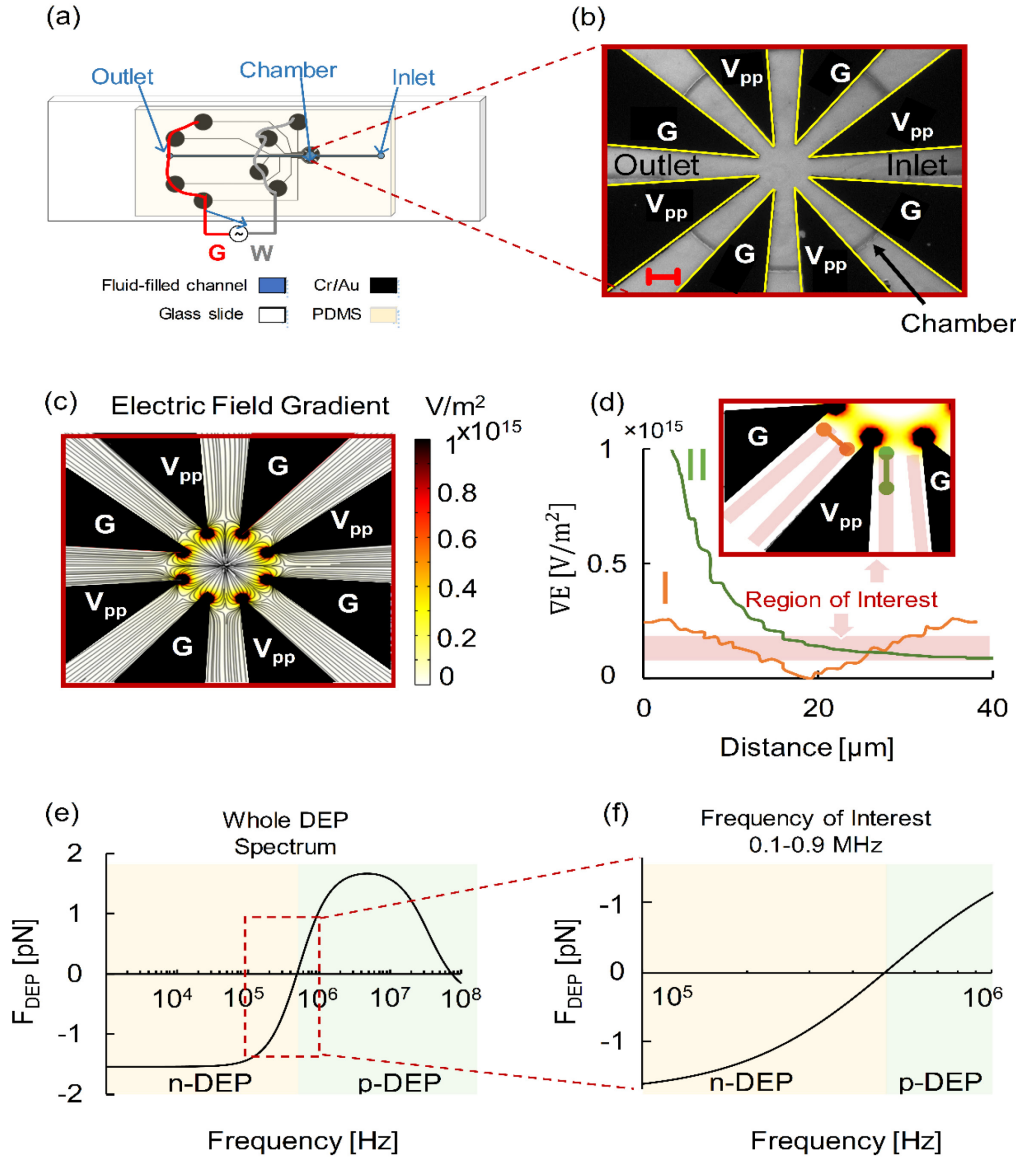 (a)
Outlet
Chamber
Inlet
G
~
W
Fluid-filled channel
Cr/Au
Glass slide
PDMS
(b)
Vpp
G
G
Vpp
Outlet
Inlet
Vpp
G
G
Vpp
Chamber
(c)
Electric Field Gradient
V/m²
×10¹⁵
1
0.8
0.6
0.4
0.2
0
Vpp
G
G
Vpp
Vpp
G
G
Vpp
(d)
×10¹⁵
1
0.5
0
∇E [V/m²]
II
I
G
Vpp
G
Region of Interest
0
20
40
Distance [µm]
(e)
Whole DEP
Spectrum
2
1
0
-1
-2
F_DEP [pN]
10⁴
10⁵
10⁶
10⁷
10⁸
n-DEP
p-DEP
Frequency [Hz]
(f)
Frequency of Interest
0.1-0.9 MHz
-1
0
-1
F_DEP [pN]
10⁵
10⁶
n-DEP
p-DEP
Frequency [Hz]